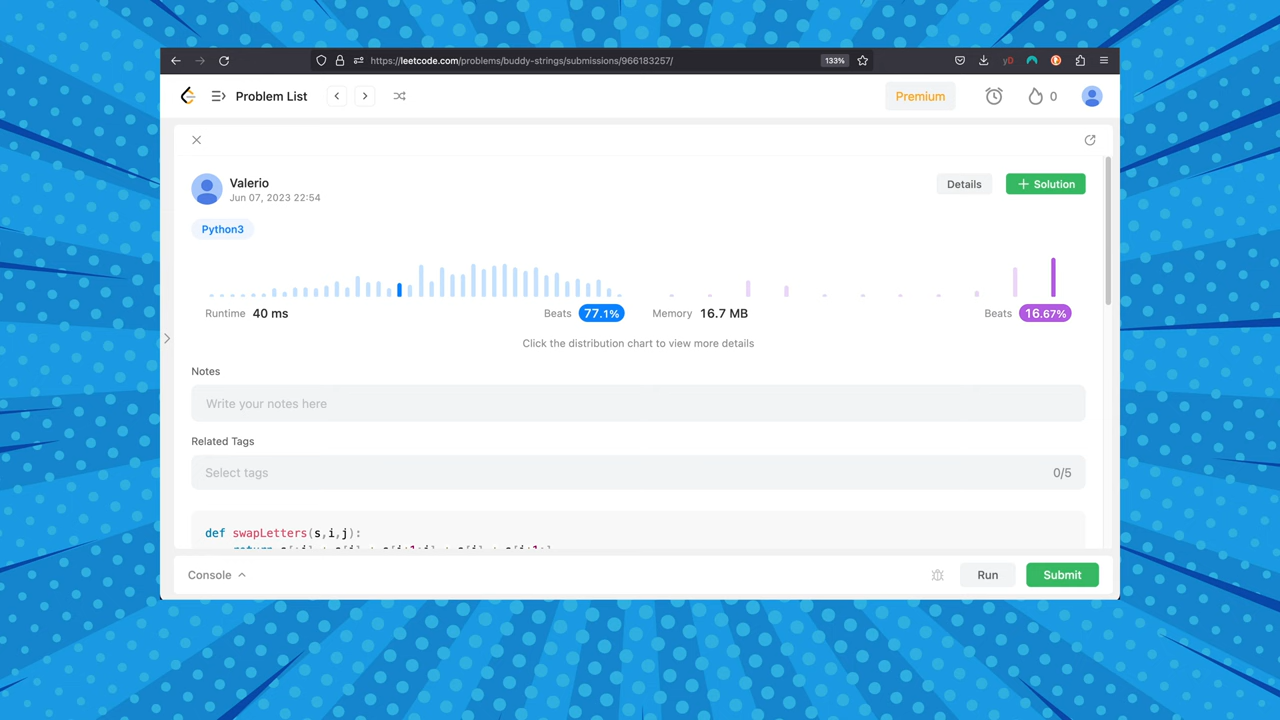 https://leetcode.com/problems/buddy-strings/submissions/966183257/
133%
yD
Problem List
Premium
0
Valerio
Jun 07, 2023 22:54
Details
+ Solution
Python3
Runtime 40 ms
Beats 77.1%
Memory 16.7 MB
Beats 16.67%
Click the distribution chart to view more details
Notes
Write your notes here
Related Tags
Select tags
0/5
def swapLetters(s,i,j):
Console
Run
Submit